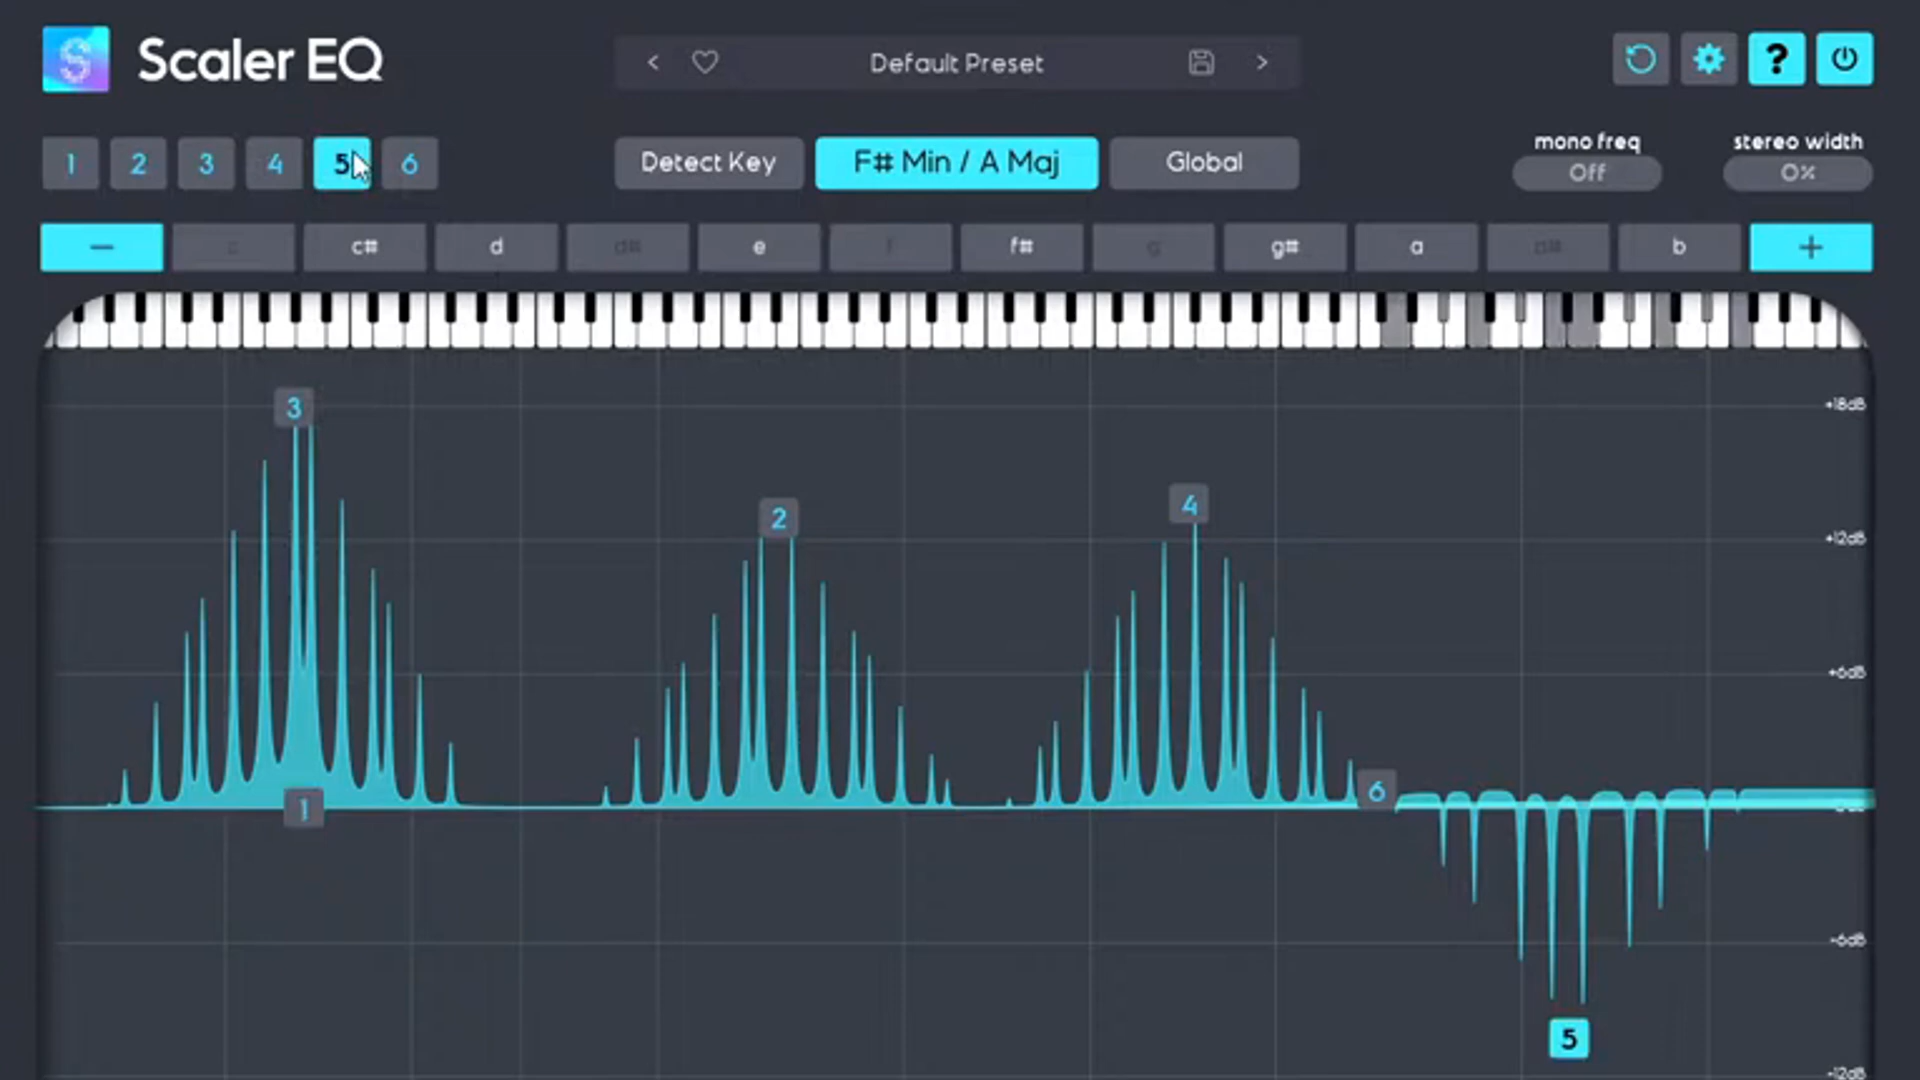 Scaler EQ
Default Preset
?
1 2 3 4 5 6
Detect Key
F# Min / A Maj
Global
mono freq
Off
stereo width
0%
− c# d d# e f# g g# a a# b +
+18dB
3
4
2
+12dB
+6dB
6
1
-6dB
5
-12dB